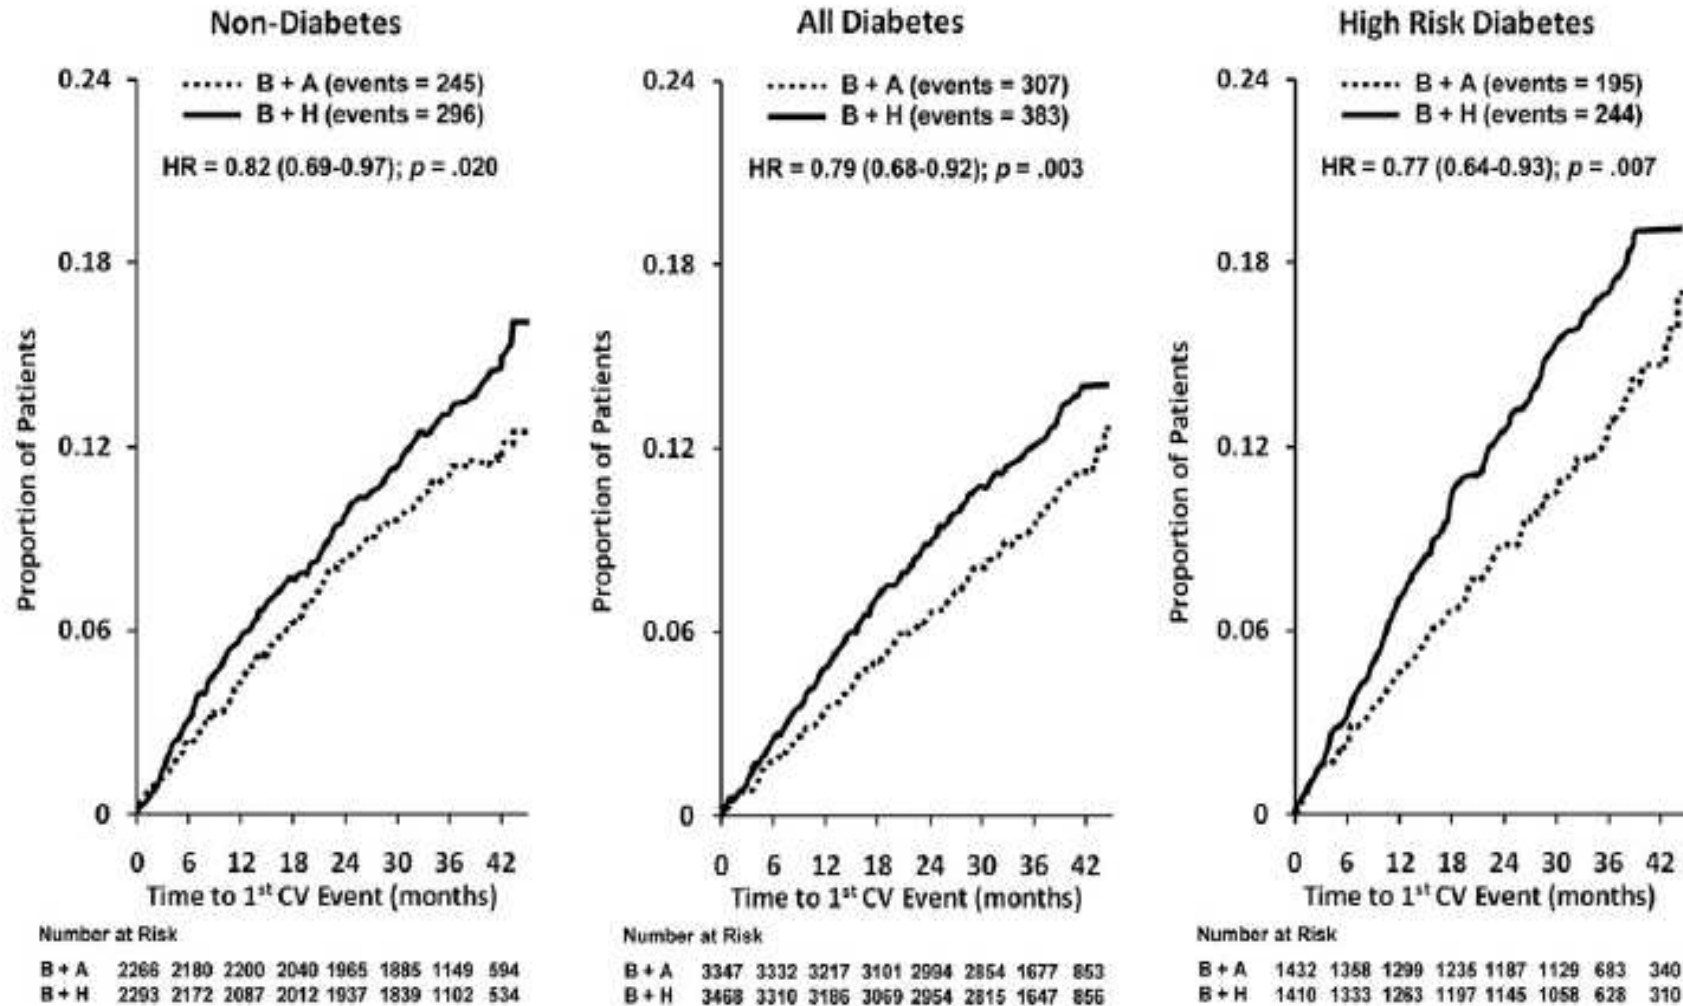 Non-Diabetes
B + A (events = 245)
B + H (events = 296)
HR = 0.82 (0.69-0.97); p = .020
0.24
0.18
0.12
0.06
0
Proportion of Patients
0 6 12 18 24 30 36 42
Time to 1st CV Event (months)
Number at Risk
B + A 2266 2180 2200 2040 1965 1885 1149 594
B + H 2293 2172 2087 2012 1937 1839 1102 534
All Diabetes
B + A (events = 307)
B + H (events = 383)
HR = 0.79 (0.68-0.92); p = .003
0.24
0.18
0.12
0.06
0
Proportion of Patients
0 6 12 18 24 30 36 42
Time to 1st CV Event (months)
Number at Risk
B + A 3347 3332 3217 3101 2994 2854 1677 853
B + H 3468 3310 3186 3069 2954 2815 1647 856
High Risk Diabetes
B + A (events = 195)
B + H (events = 244)
HR = 0.77 (0.64-0.93); p = .007
0.24
0.18
0.12
0.06
0
Proportion of Patients
0 6 12 18 24 30 36 42
Time to 1st CV Event (months)
Number at Risk
B + A 1432 1358 1299 1235 1187 1129 683 340
B + H 1410 1333 1263 1197 1145 1058 628 310